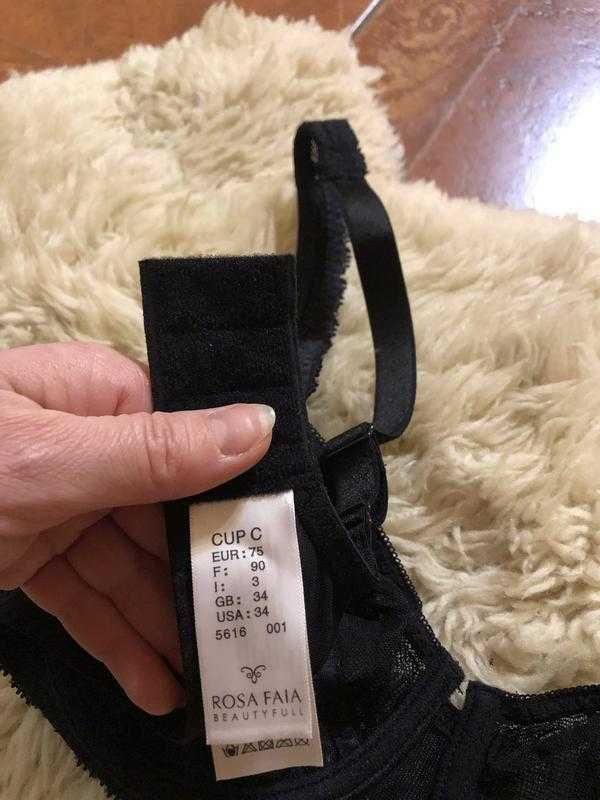 CUP C
EUR: 75
F: 90
I: 3
GB: 34
USA: 34
5616 001
ROSA FAIA
BEAUTYFULL